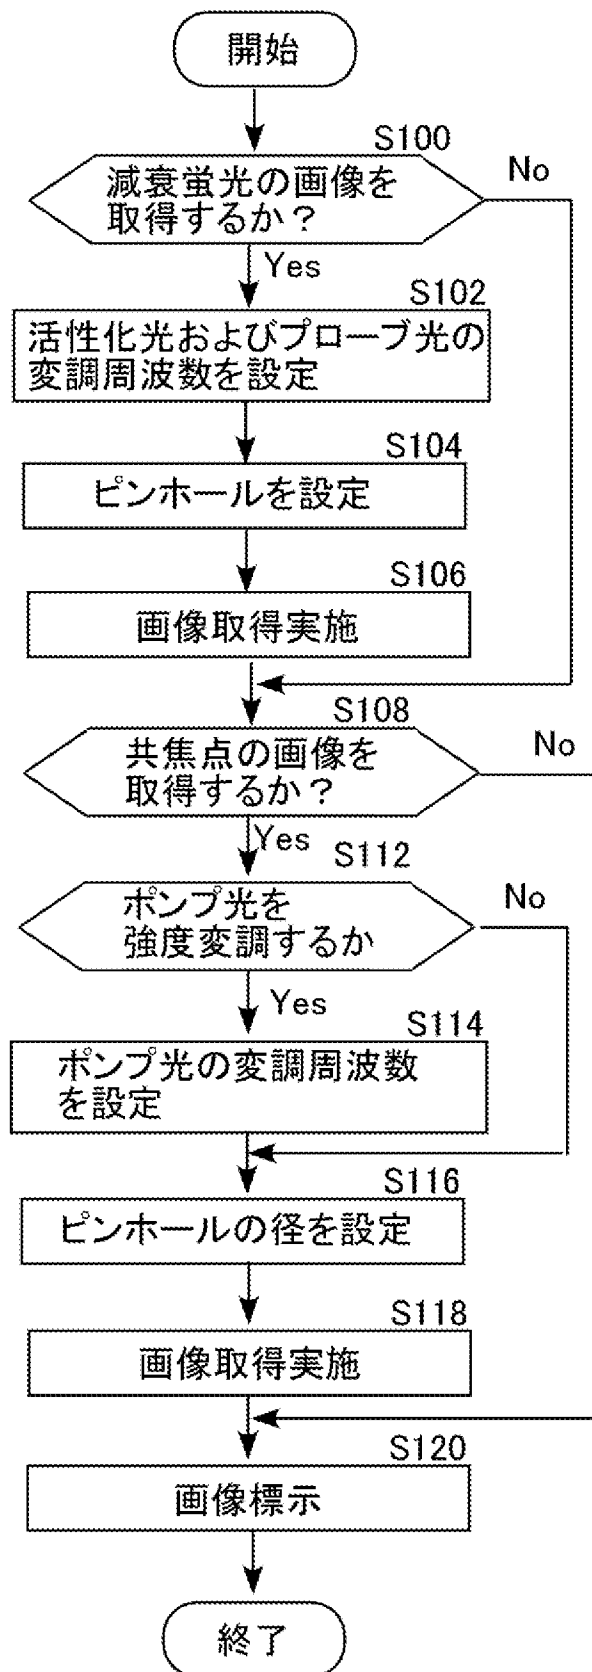 開始
S100
減衰蛍光の画像を
取得するか？
No
Yes
S102
活性化光およびプローブ光の
変調周波数を設定
S104
ピンホールを設定
S106
画像取得実施
S108
共焦点の画像を
取得するか？
No
Yes
S112
ポンプ光を
強度変調するか
No
Yes
S114
ポンプ光の変調周波数
を設定
S116
ピンホールの径を設定
S118
画像取得実施
S120
画像標示
終了